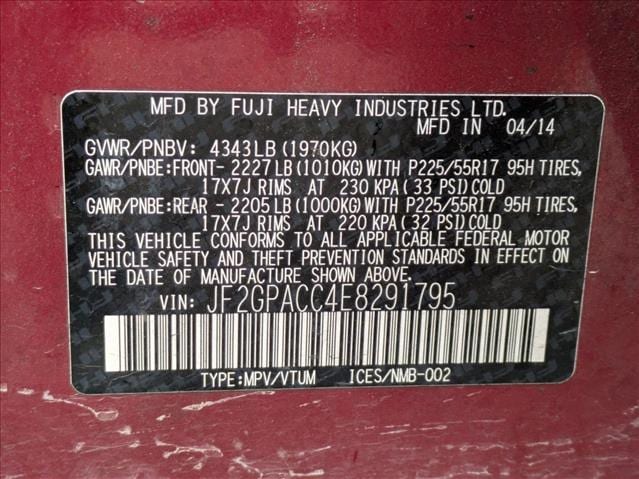 MFD BY FUJI HEAVY INDUSTRIES LTD.
MFD IN 04/14
GVWR/PNBV: 4343LB (1970KG)
GAWR/PNBE:FRONT- 2227LB(1010KG)WITH P225/55R17 95H TIRES,
17X7J RIMS AT 230 KPA(33 PSI)COLD
GAWR/PNBE:REAR - 2205LB(1000KG)WITH P225/55R17 95H TIRES,
17X7J RIMS AT 220 KPA(32 PSI)COLD
THIS VEHICLE CONFORMS TO ALL APPLICABLE FEDERAL MOTOR
VEHICLE SAFETY AND THEFT PREVENTION STANDARDS IN EFFECT ON
THE DATE OF MANUFACTURE SHOWN ABOVE.
VIN: JF2GPACC4E8291795
TYPE:MPV/VTUM ICES/NMB-002